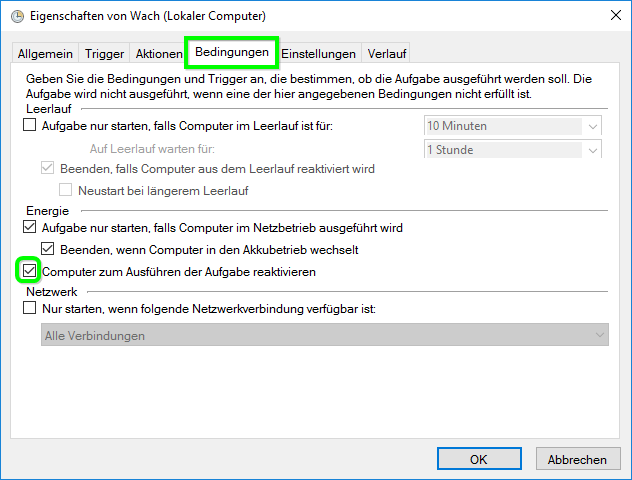 Eigenschaften von Wach (Lokaler Computer)
Allgemein Trigger Aktionen Bedingungen Einstellungen Verlauf
Geben Sie die Bedingungen und Trigger an, die bestimmen, ob die Aufgabe ausgeführt werden soll. Die
Aufgabe wird nicht ausgeführt, wenn eine der hier angegebenen Bedingungen nicht erfüllt ist.
Leerlauf
Aufgabe nur starten, falls Computer im Leerlauf ist für: 10 Minuten
Auf Leerlauf warten für: 1 Stunde
Beenden, falls Computer aus dem Leerlauf reaktiviert wird
Neustart bei längerem Leerlauf
Energie
Aufgabe nur starten, falls Computer im Netzbetrieb ausgeführt wird
Beenden, wenn Computer in den Akkubetrieb wechselt
Computer zum Ausführen der Aufgabe reaktivieren
Netzwerk
Nur starten, wenn folgende Netzwerkverbindung verfügbar ist:
Alle Verbindungen
OK Abbrechen